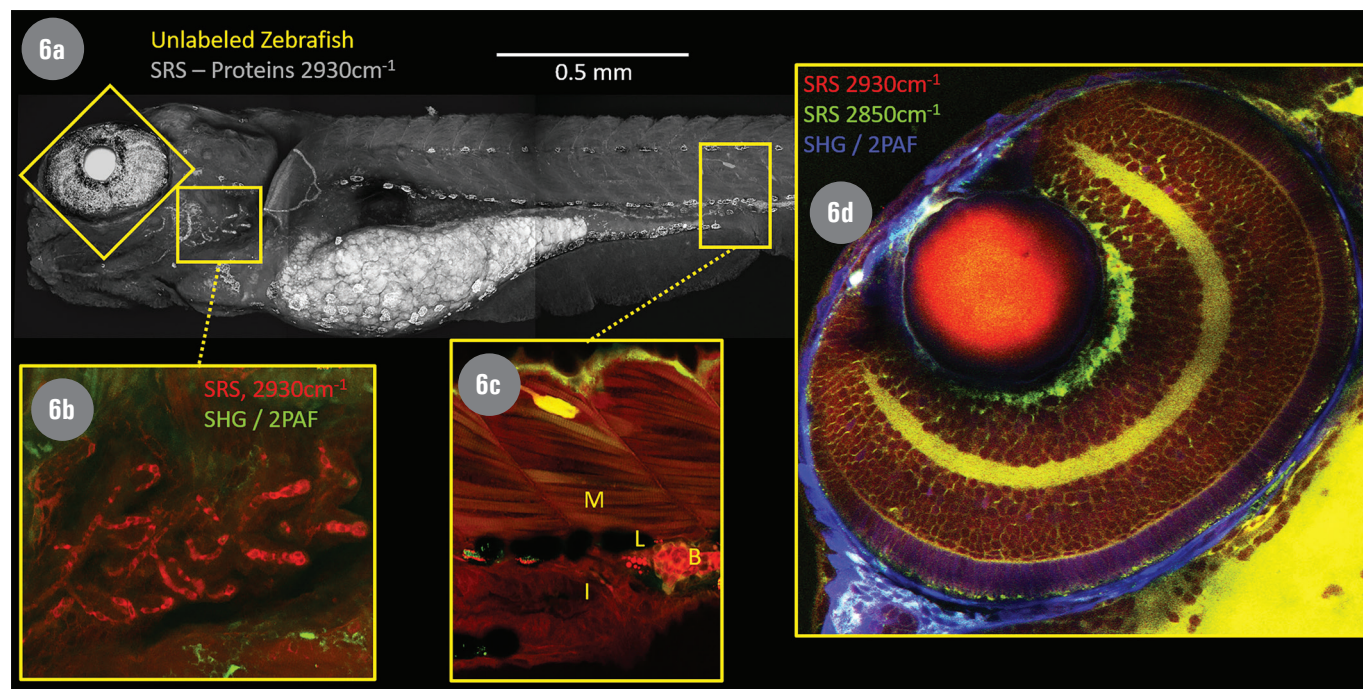 6a
Unlabeled Zebrafish
SRS – Proteins 2930cm⁻¹
0.5 mm
6b
SRS, 2930cm⁻¹
SHG / 2PAF
6c
M
L
B
I
6d
SRS 2930cm⁻¹
SRS 2850cm⁻¹
SHG / 2PAF